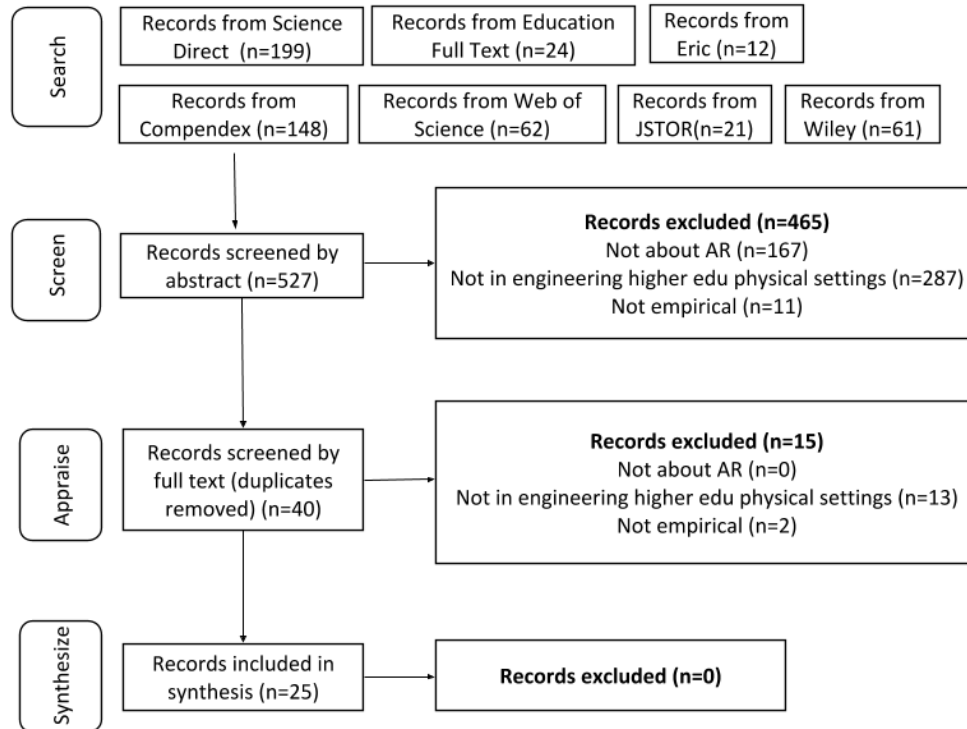 Search
Records from Science
Direct  (n=199)
Records from Education
Full Text (n=24)
Records from
Eric (n=12)
Records from
Compendex (n=148)
Records from Web of
Science (n=62)
Records from
JSTOR(n=21)
Records from
Wiley (n=61)
Screen
Records screened by
abstract (n=527)
Records excluded (n=465)
Not about AR (n=167)
Not in engineering higher edu physical settings (n=287)
Not empirical (n=11)
Appraise
Records screened by
full text (duplicates
removed) (n=40)
Records excluded (n=15)
Not about AR (n=0)
Not in engineering higher edu physical settings (n=13)
Not empirical (n=2)
Synthesize
Records included in
synthesis (n=25)
Records excluded (n=0)